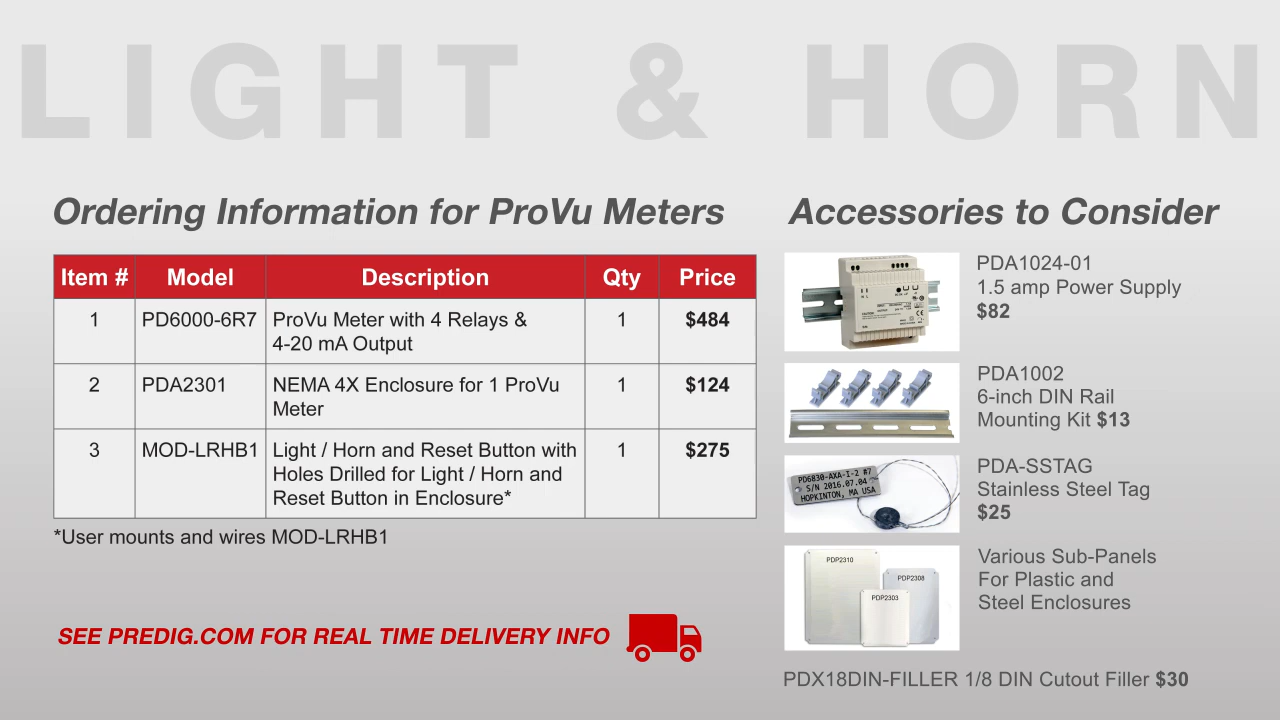 LIGHT & HORN
Ordering Information for ProVu Meters
Item # Model Description Qty Price
1 PD6000-6R7 ProVu Meter with 4 Relays & 1 $484
4-20 mA Output
2 PDA2301 NEMA 4X Enclosure for 1 ProVu 1 $124
Meter
3 MOD-LRHB1 Light / Horn and Reset Button with 1 $275
Holes Drilled for Light / Horn and
Reset Button in Enclosure*
*User mounts and wires MOD-LRHB1
SEE PREDIG.COM FOR REAL TIME DELIVERY INFO
Accessories to Consider
PDA1024-01
1.5 amp Power Supply
$82
PDA1002
6-inch DIN Rail
Mounting Kit $13
PD6830-AXA-I-2 #7
S/N 2016.07.04
HOPKINTON, MA USA
PDA-SSTAG
Stainless Steel Tag
$25
PDP2310
PDP2308
PDP2303
Various Sub-Panels
For Plastic and
Steel Enclosures
PDX18DIN-FILLER 1/8 DIN Cutout Filler $30